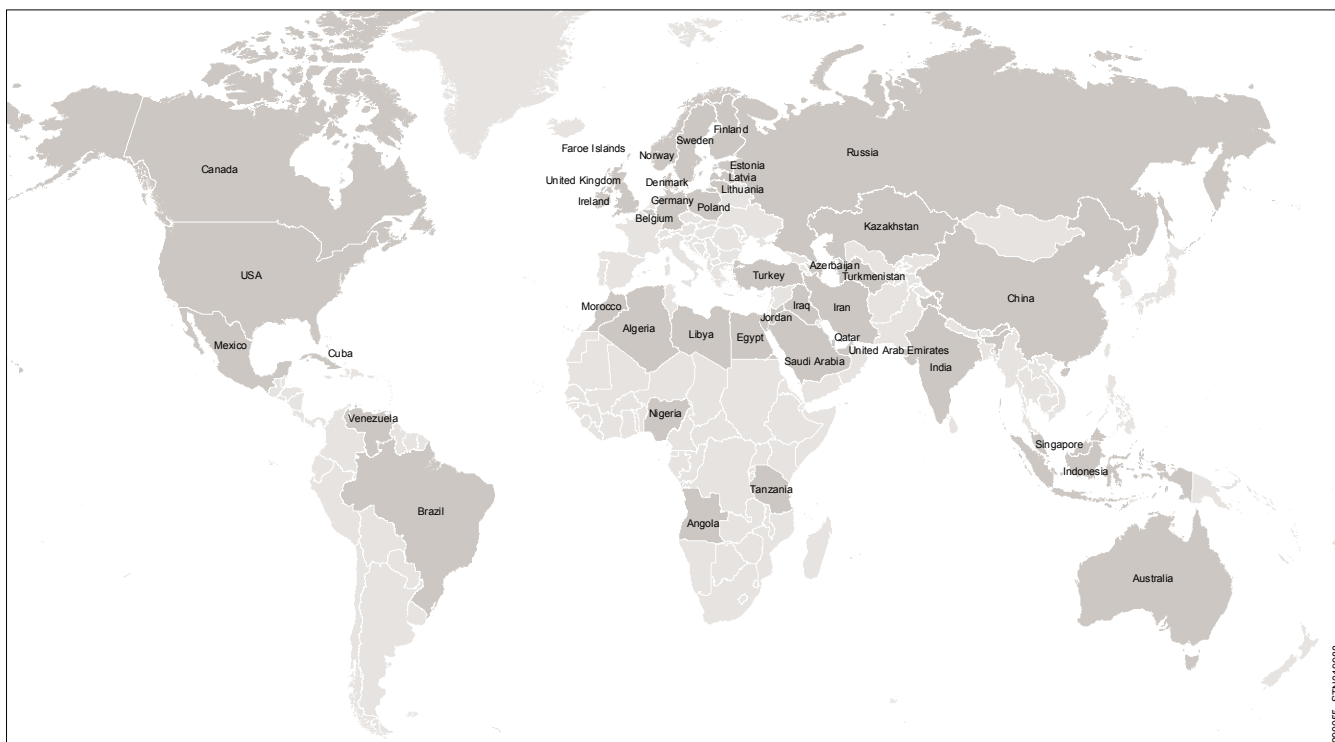 Finland
Sweden
Faroe Islands
Norway
Russia
Estonia
Canada
Latvia
United Kingdom
Denmark
Lithuania
Ireland
Germany
Poland
Belgium
Kazakhstan
Azerbaijan
USA
Turkey
Turkmenistan
China
Morocco
Iraq
Iran
Jordan
Algeria
Libya
Egypt
Qatar
Mexico
Cuba
United Arab Emirates
Saudi Arabia
India
Venezuela
Nigeria
Singapore
Indonesia
Tanzania
Brazil
Angola
Australia